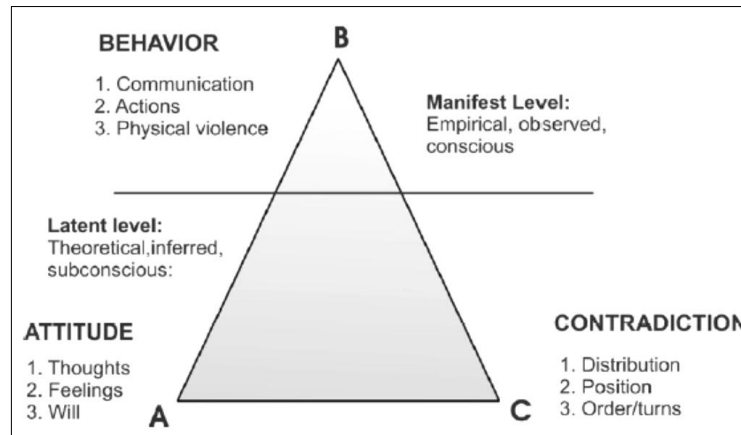 BEHAVIOR
1. Communication
2. Actions
3. Physical violence
B
Manifest Level:
Empirical, observed,
conscious
Latent level:
Theoretical,inferred,
subconscious:
ATTITUDE
1. Thoughts
2. Feelings
3. Will
A
C
CONTRADICTION
1. Distribution
2. Position
3. Order/turns